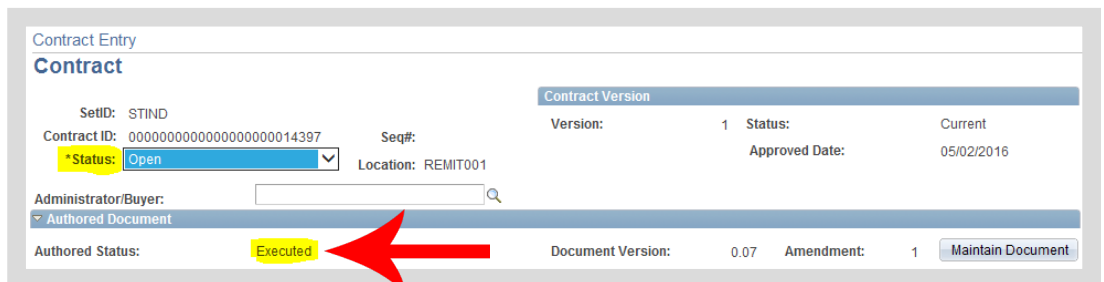 Contract Entry
Contract
Contract Version
SetID: STIND
Version: 1 Status: Current
Contract ID: 0000000000000000000014397 Seq#:
*Status: Open Location: REMIT001
Approved Date: 05/02/2016
Administrator/Buyer:
Authored Document
Authored Status: Executed Document Version: 0.07 Amendment: 1 Maintain Document